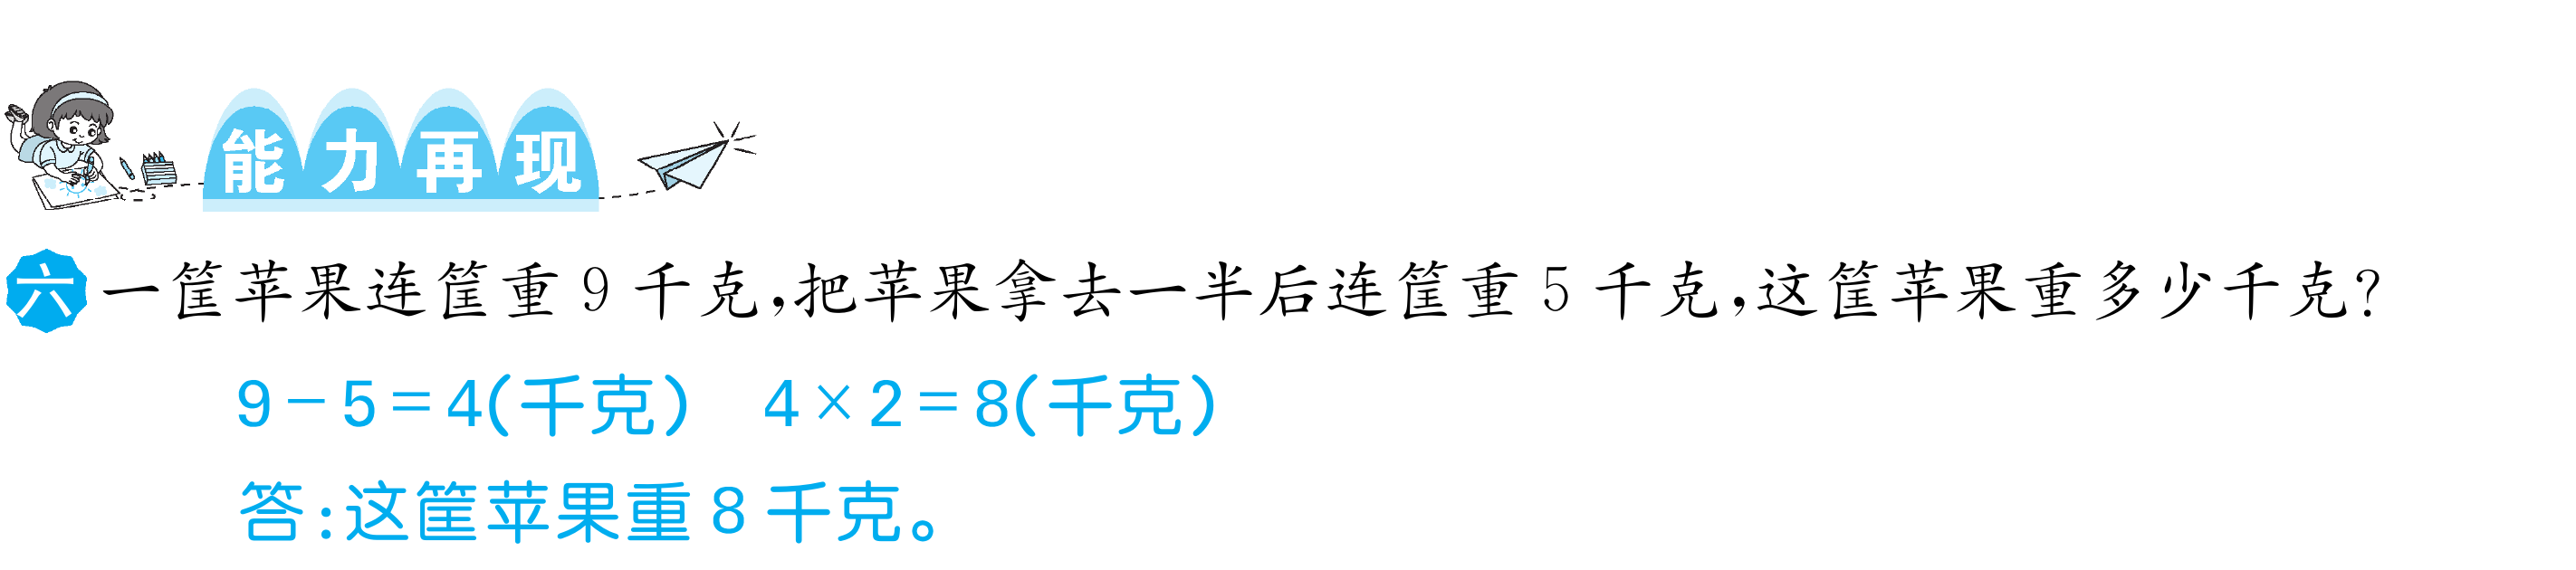 能力再现
六 一筐苹果连筐重 9 千克,把苹果拿去一半后连筐重 5 千克,这筐苹果重多少千克?
9-5=4(千克) 4×2=8(千克)
答:这筐苹果重 8 千克。